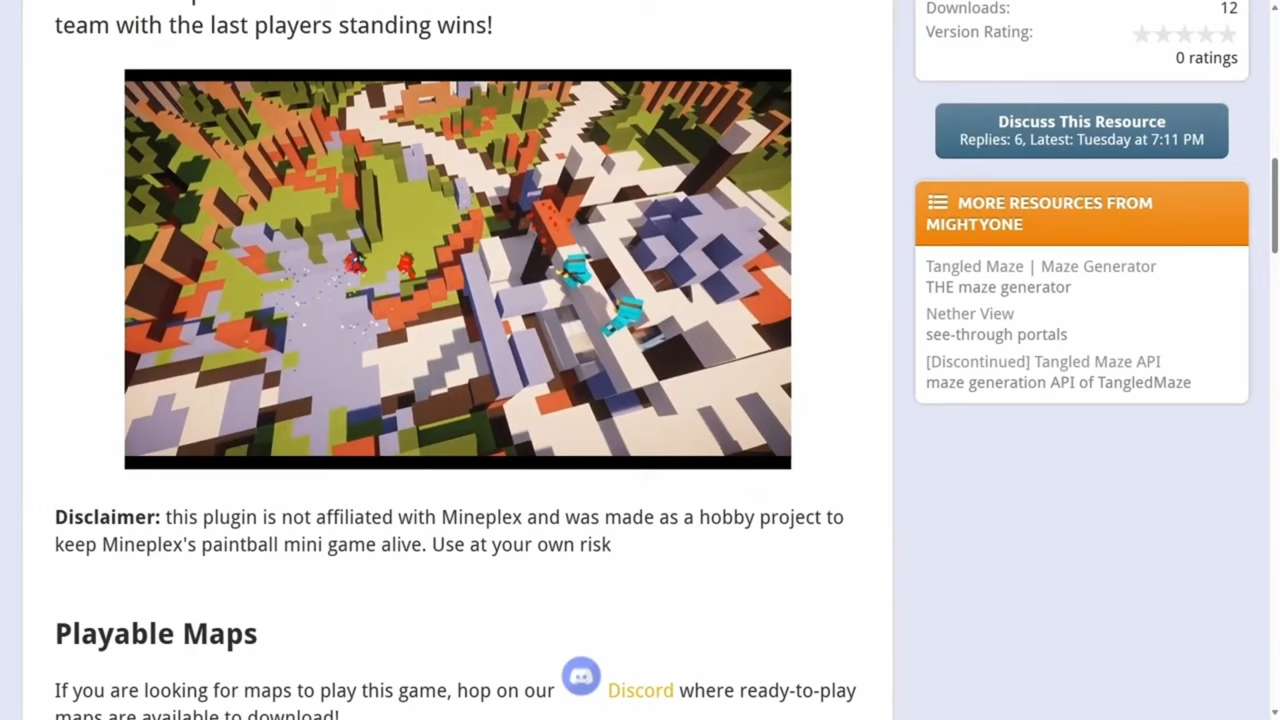 team with the last players standing wins!
Disclaimer: this plugin is not affiliated with Mineplex and was made as a hobby project to
keep Mineplex's paintball mini game alive. Use at your own risk
Playable Maps
If you are looking for maps to play this game, hop on our Discord where ready-to-play
maps are available to download!
Downloads: 12
Version Rating:
0 ratings
Discuss This Resource
Replies: 6, Latest: Tuesday at 7:11 PM
MORE RESOURCES FROM
MIGHTYONE
Tangled Maze | Maze Generator
THE maze generator
Nether View
see-through portals
[Discontinued] Tangled Maze API
maze generation API of TangledMaze